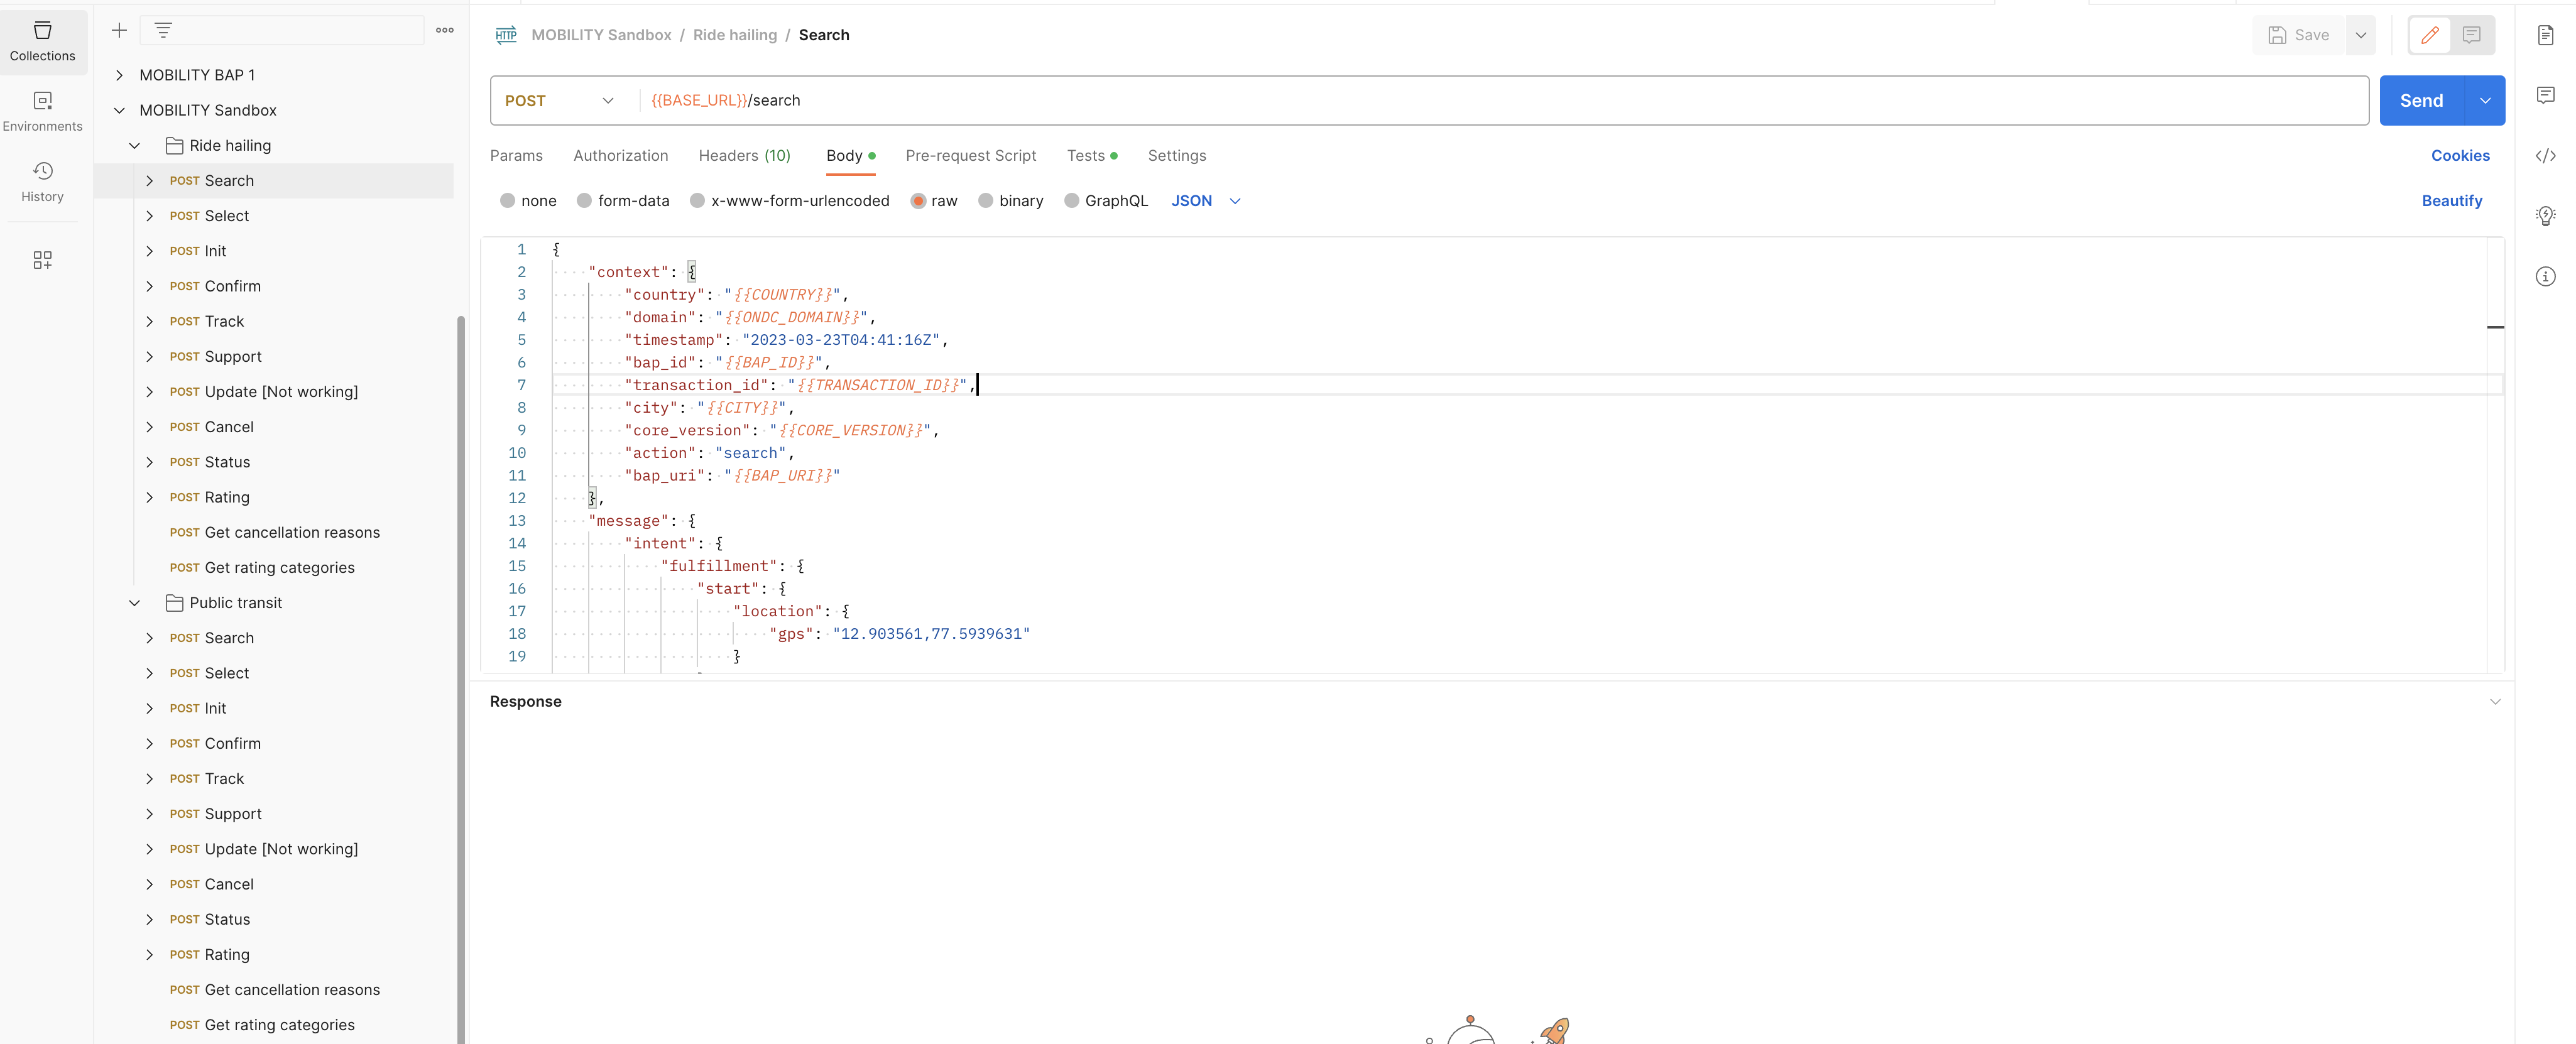 Collections
Environments
History
MOBILITY BAP 1
MOBILITY Sandbox
Ride hailing
POST Search
POST Select
POST Init
POST Confirm
POST Track
POST Support
POST Update [Not working]
POST Cancel
POST Status
POST Rating
POST Get cancellation reasons
POST Get rating categories
Public transit
POST Search
POST Select
POST Init
POST Confirm
POST Track
POST Support
POST Update [Not working]
POST Cancel
POST Status
POST Rating
POST Get cancellation reasons
POST Get rating categories
HTTP MOBILITY Sandbox / Ride hailing / Search
Save
POST {{BASE_URL}}/search
Send
Params Authorization Headers (10) Body Pre-request Script Tests Settings
Cookies
none form-data x-www-form-urlencoded raw binary GraphQL JSON
Beautify
1 {
2 "context": {
3 "country": "{{COUNTRY}}",
4 "domain": "{{ONDC_DOMAIN}}",
5 "timestamp": "2023-03-23T04:41:16Z",
6 "bap_id": "{{BAP_ID}}",
7 "transaction_id": "{{TRANSACTION_ID}}",
8 "city": "{{CITY}}",
9 "core_version": "{{CORE_VERSION}}",
10 "action": "search",
11 "bap_uri": "{{BAP_URI}}"
12 },
13 "message": {
14 "intent": {
15 "fulfillment": {
16 "start": {
17 "location": {
18 "gps": "12.903561,77.5939631"
19 }
Response